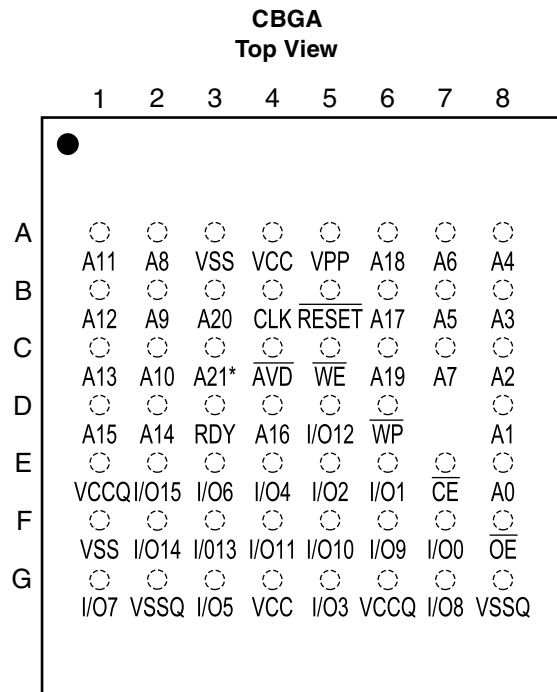 CBGA
Top View
1 2 3 4 5 6 7 8
A
A11 A8 VSS VCC VPP A18 A6 A4
B
A12 A9 A20 CLK RESET A17 A5 A3
C
A13 A10 A21* AVD WE A19 A7 A2
D
A15 A14 RDY A16 I/O12 WP A1
E
VCCQ I/O15 I/O6 I/O4 I/O2 I/O1 CE A0
F
VSS I/O14 I/013 I/O11 I/O10 I/O9 I/O0 OE
G
I/O7 VSSQ I/O5 VCC I/O3 VCCQ I/O8 VSSQ